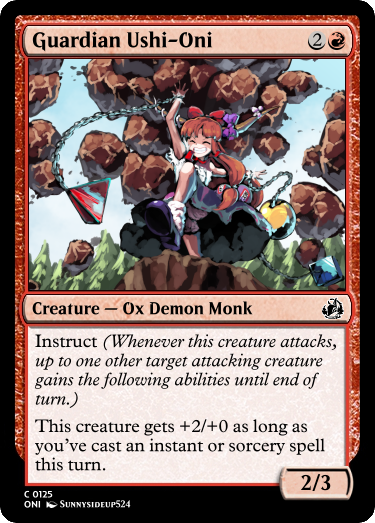 Guardian Ushi-Oni 2
Creature — Ox Demon Monk
Instruct (Whenever this creature attacks,
up to one other target attacking creature
gains the following abilities until end of
turn.)
This creature gets +2/+0 as long as
you've cast an instant or sorcery spell
this turn.
2/3
C 0125
ONI Sunnysideup524